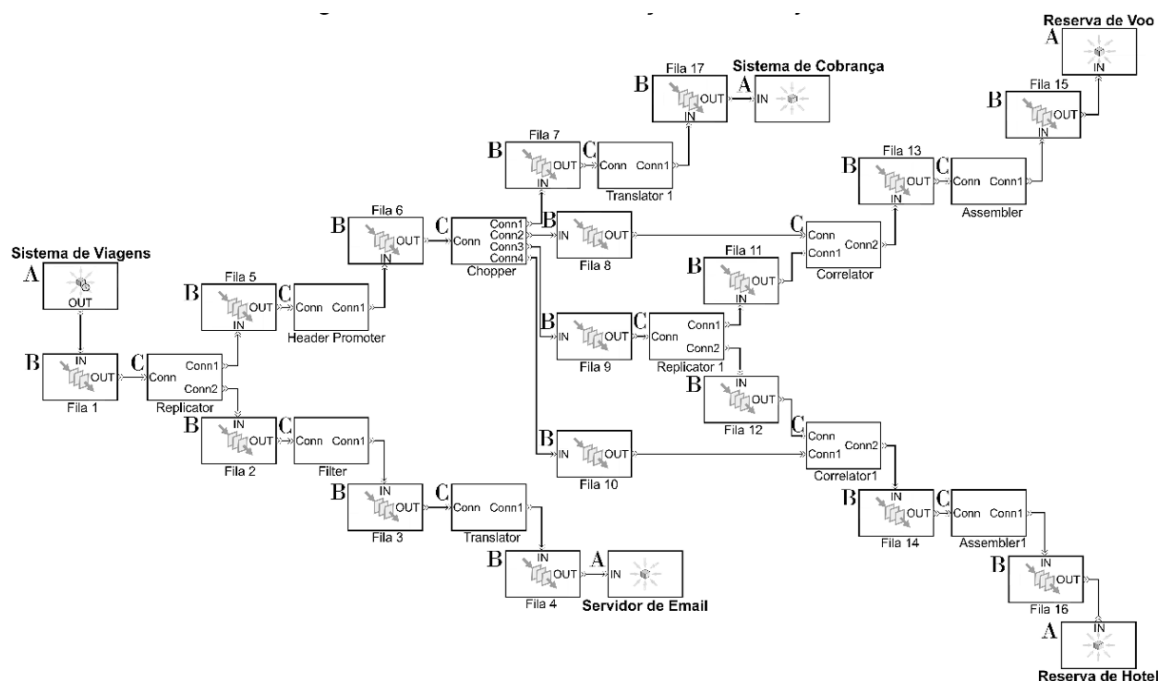 Reserva de Voo
A
IN
Fila 15
B
OUT
IN
Fila 17
B
OUT
IN
Sistema de Cobrança
A
IN
Fila 7
B
OUT
IN
C
Conn Conn1
Translator 1
Fila 13
B
OUT
IN
C
Conn Conn1
Assembler
Fila 6
B
OUT
IN
C
Conn
Conn1
Conn2
Conn3
Conn4
Chopper
B
IN OUT
Fila 8
C
Conn
Conn1
Conn2
Correlator
Fila 11
B
OUT
IN
Sistema de Viagens
A
OUT
Fila 5
B
OUT
IN
C
Conn Conn1
Header Promoter
B
IN
OUT
Fila 1
C
Conn
Conn1
Conn2
Replicator
B
IN OUT
Fila 9
C
Conn
Conn1
Conn2
Replicator 1
B
IN
OUT
Fila 12
B
IN
OUT
Fila 2
C
Conn Conn1
Filter
B
IN OUT
Fila 10
C
Conn
Conn1
Conn2
Correlator1
B
IN
OUT
Fila 3
C
Conn Conn1
Translator
B
IN
OUT
Fila 14
C
Conn Conn1
Assembler1
B
IN
OUT
Fila 4
A
IN
Servidor de Email
B
IN
OUT
Fila 16
A
IN
Reserva de Hotel